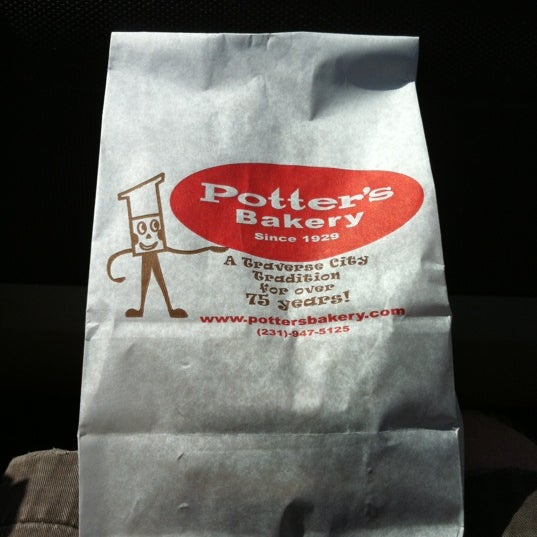 Potter's
Bakery
Since 1929
A Traverse City
Tradition
for over
75 years!
www.pottersbakery.com
(231)-947-5125